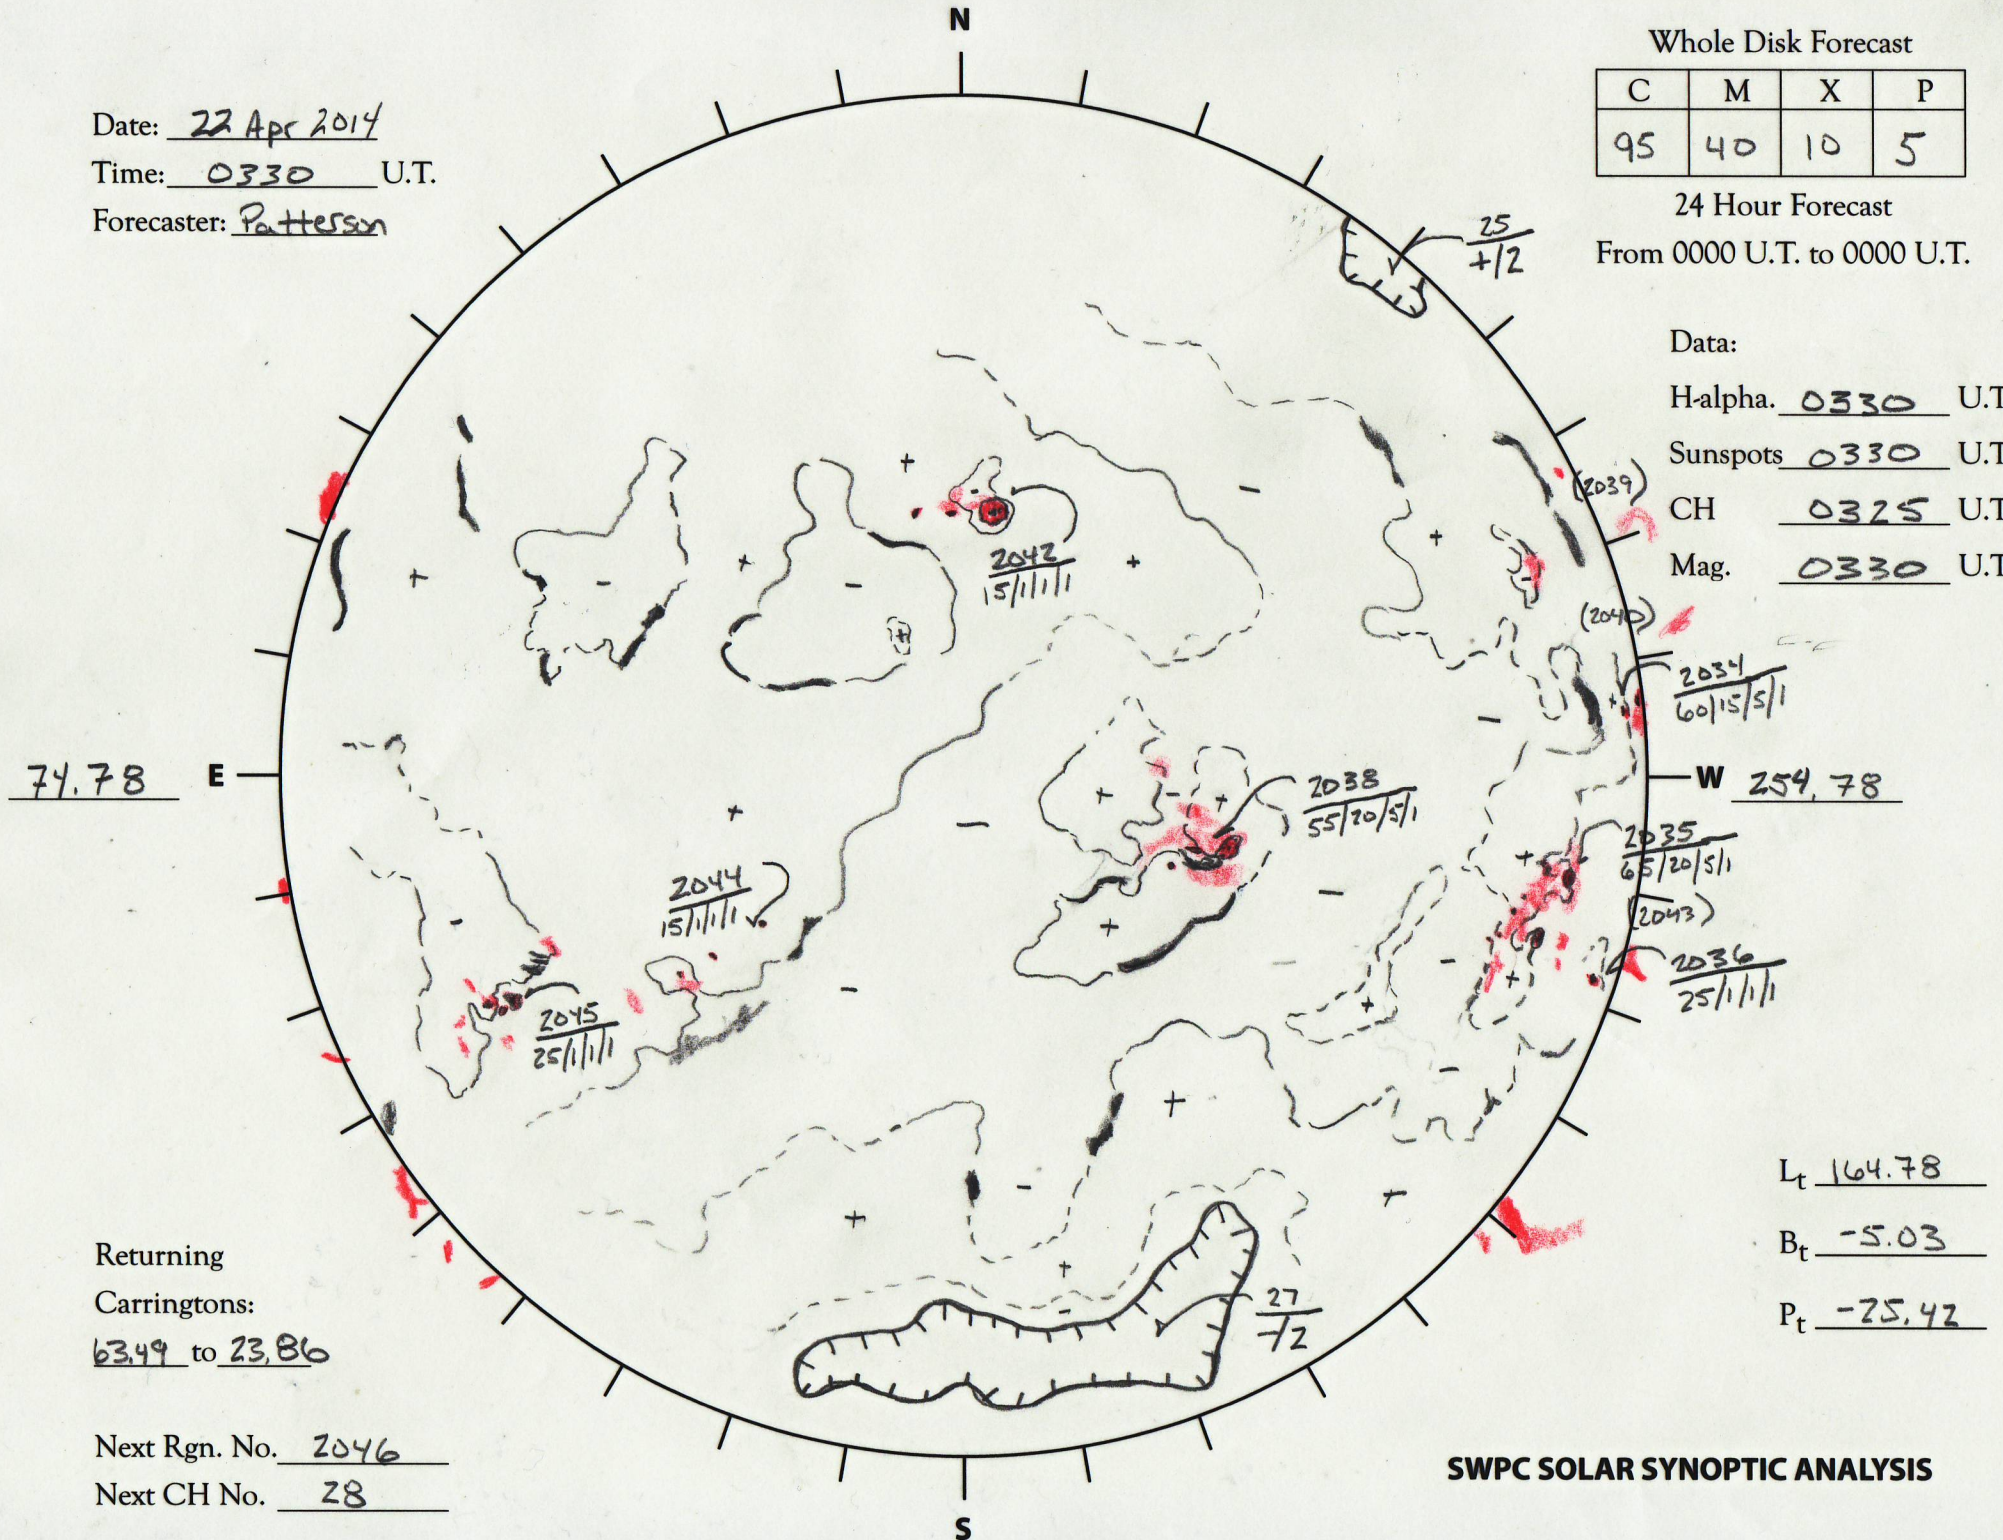 N
Whole Disk Forecast
C M X P
95 40 10 5
24 Hour Forecast
From 0000 U.T. to 0000 U.T.
Date: 22 Apr 2014
Time: 0330 U.T.
Forecaster: Patterson
25
+/2
Data:
H-alpha. 0330 U.T
Sunspots 0330 U.T
CH 0325 U.T
Mag. 0330 U.T
(2039)
2042
15/1/1/1
(2040)
2034
60/15/5/1
74.78 E
W 254.78
2038
55/20/5/1
2035
65/20/5/1
2044
15/1/1/1
(2043)
2036
25/1/1/1
2045
25/1/1/1
Lt 164.78
Bt -5.03
Pt -25.42
27
-/2
Returning
Carringtons:
63.49 to 23.86
Next Rgn. No. 2046
Next CH No. 28
SWPC SOLAR SYNOPTIC ANALYSIS
S